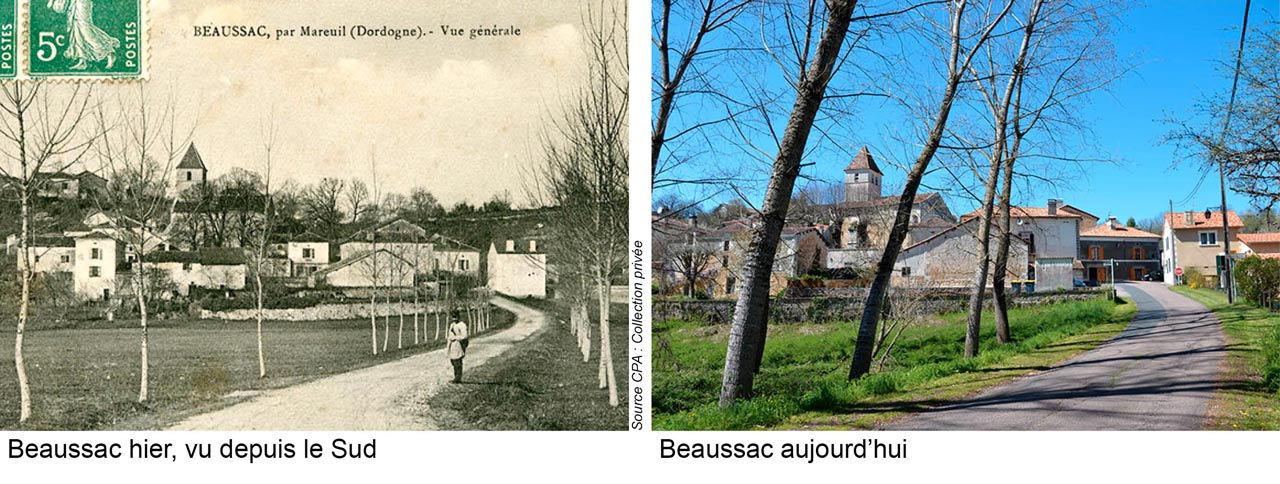 POSTES
5c
POSTES
BEAUSSAC, par Mareuil (Dordogne). - Vue générale
Source CPA : Collection privée
Beaussac hier, vu depuis le Sud
Beaussac aujourd'hui